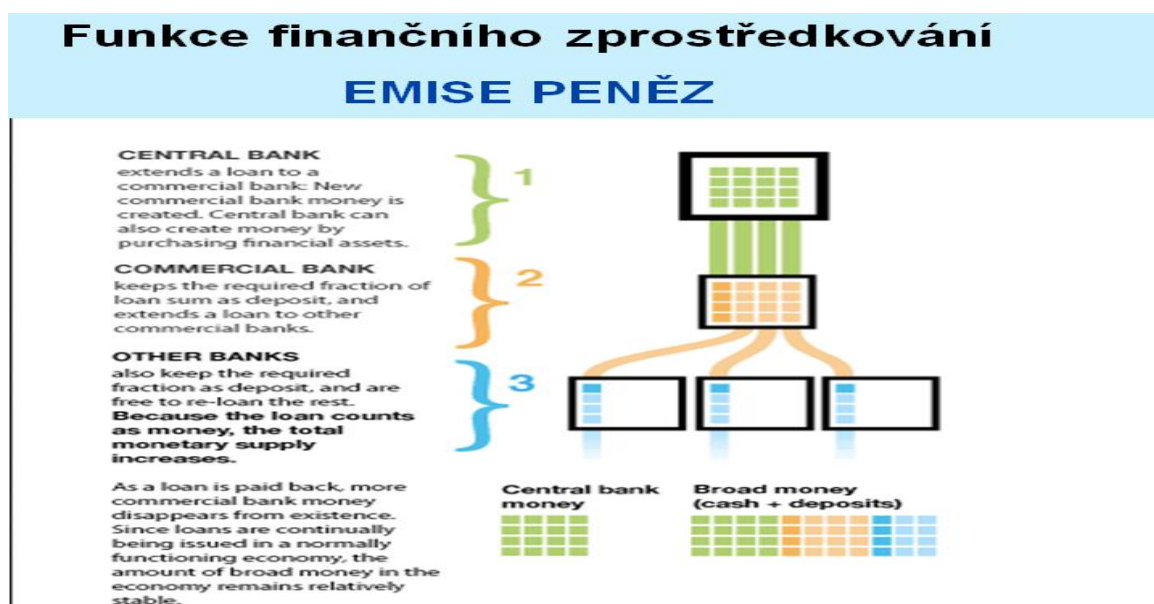 Funkce finančního zprostředkování
EMISE PENĚZ
CENTRAL BANK
extends a loan to a
commercial bank: New
commercial bank money is
created. Central bank can
also create money by
purchasing financial assets.
1
COMMERCIAL BANK
keeps the required fraction of
loan sum as deposit, and
extends a loan to other
commercial banks.
2
OTHER BANKS
also keep the required
fraction as deposit, and are
free to re-loan the rest.
Because the loan counts
as money, the total
monetary supply
increases.
3
As a loan is paid back, more
commercial bank money
disappears from existence.
Since loans are continually
being issued in a normally
functioning economy, the
amount of broad money in the
economy remains relatively
stable.
Central bank
money
Broad money
(cash + deposits)